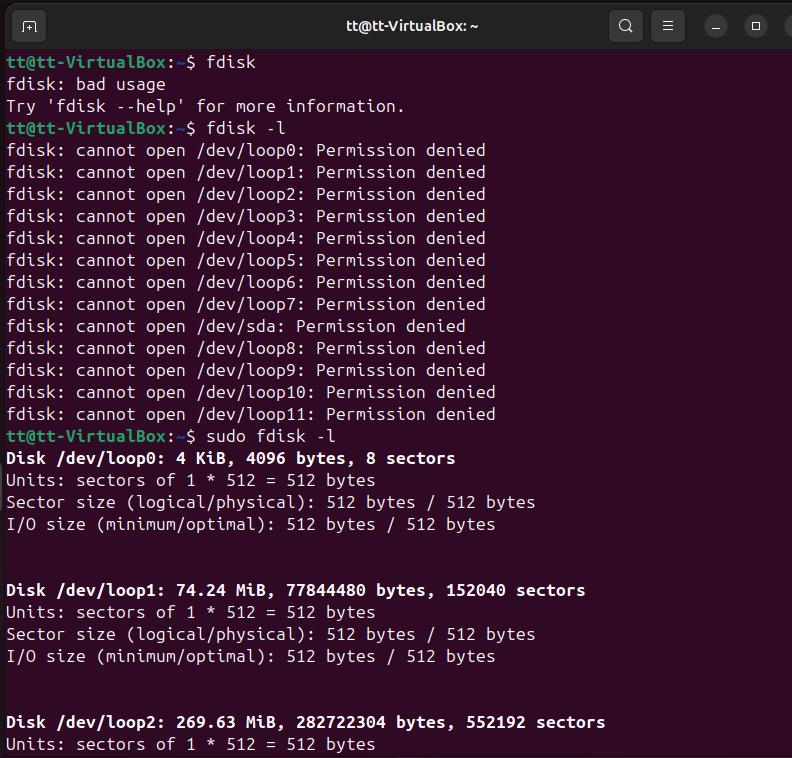 tt@tt-VirtualBox: ~
tt@tt-VirtualBox:~$ fdisk
fdisk: bad usage
Try 'fdisk --help' for more information.
tt@tt-VirtualBox:~$ fdisk -l
fdisk: cannot open /dev/loop0: Permission denied
fdisk: cannot open /dev/loop1: Permission denied
fdisk: cannot open /dev/loop2: Permission denied
fdisk: cannot open /dev/loop3: Permission denied
fdisk: cannot open /dev/loop4: Permission denied
fdisk: cannot open /dev/loop5: Permission denied
fdisk: cannot open /dev/loop6: Permission denied
fdisk: cannot open /dev/loop7: Permission denied
fdisk: cannot open /dev/sda: Permission denied
fdisk: cannot open /dev/loop8: Permission denied
fdisk: cannot open /dev/loop9: Permission denied
fdisk: cannot open /dev/loop10: Permission denied
fdisk: cannot open /dev/loop11: Permission denied
tt@tt-VirtualBox:~$ sudo fdisk -l
Disk /dev/loop0: 4 KiB, 4096 bytes, 8 sectors
Units: sectors of 1 * 512 = 512 bytes
Sector size (logical/physical): 512 bytes / 512 bytes
I/O size (minimum/optimal): 512 bytes / 512 bytes
Disk /dev/loop1: 74.24 MiB, 77844480 bytes, 152040 sectors
Units: sectors of 1 * 512 = 512 bytes
Sector size (logical/physical): 512 bytes / 512 bytes
I/O size (minimum/optimal): 512 bytes / 512 bytes
Disk /dev/loop2: 269.63 MiB, 282722304 bytes, 552192 sectors
Units: sectors of 1 * 512 = 512 bytes